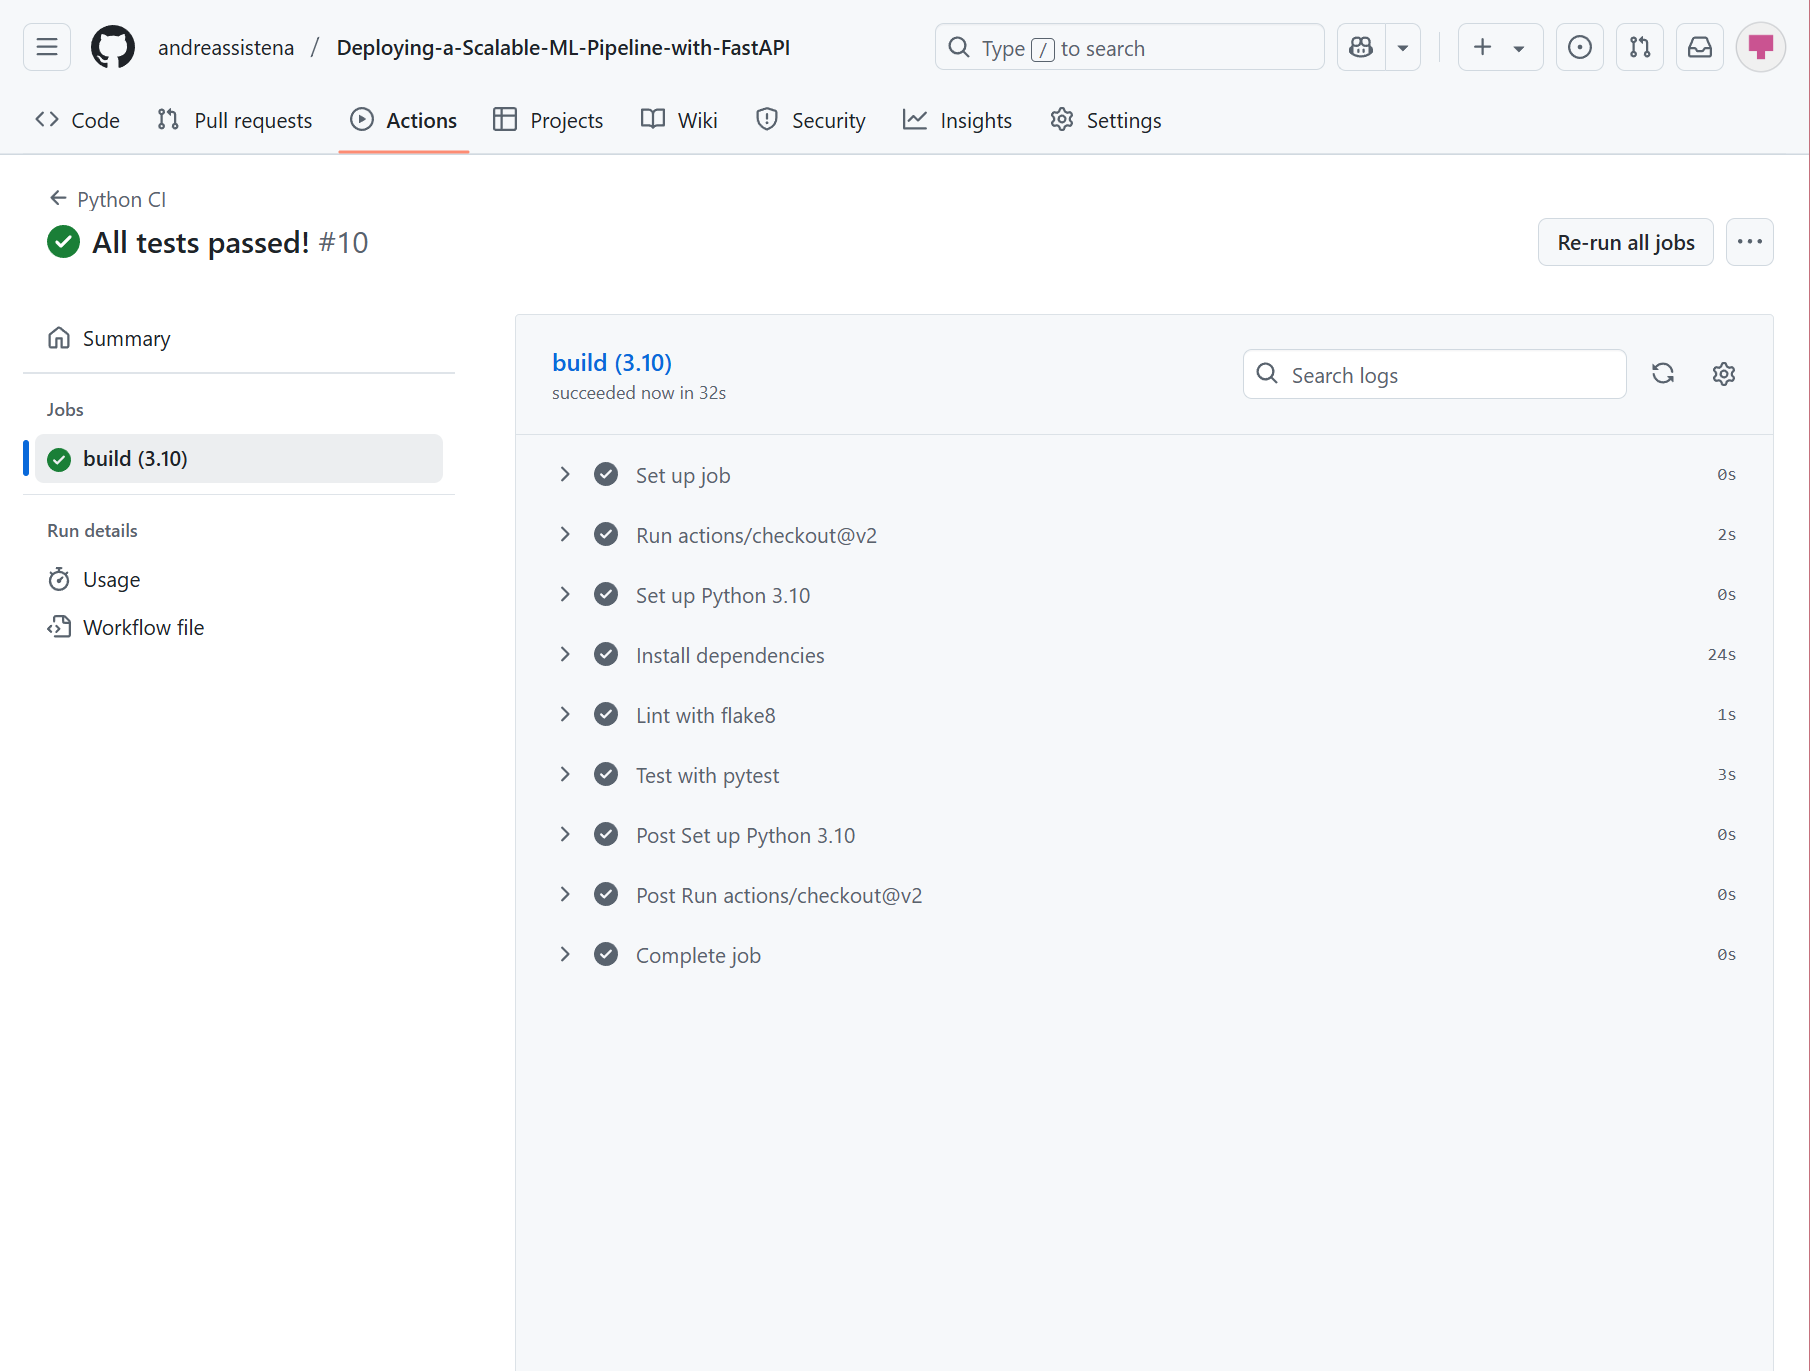 andreassistena / Deploying-a-Scalable-ML-Pipeline-with-FastAPI
Type / to search
Code
Pull requests
Actions
Projects
Wiki
Security
Insights
Settings
Python CI
All tests passed! #10
Re-run all jobs
Summary
Jobs
build (3.10)
Run details
Usage
Workflow file
build (3.10)
succeeded now in 32s
Search logs
Set up job 0s
Run actions/checkout@v2 2s
Set up Python 3.10 0s
Install dependencies 24s
Lint with flake8 1s
Test with pytest 3s
Post Set up Python 3.10 0s
Post Run actions/checkout@v2 0s
Complete job 0s